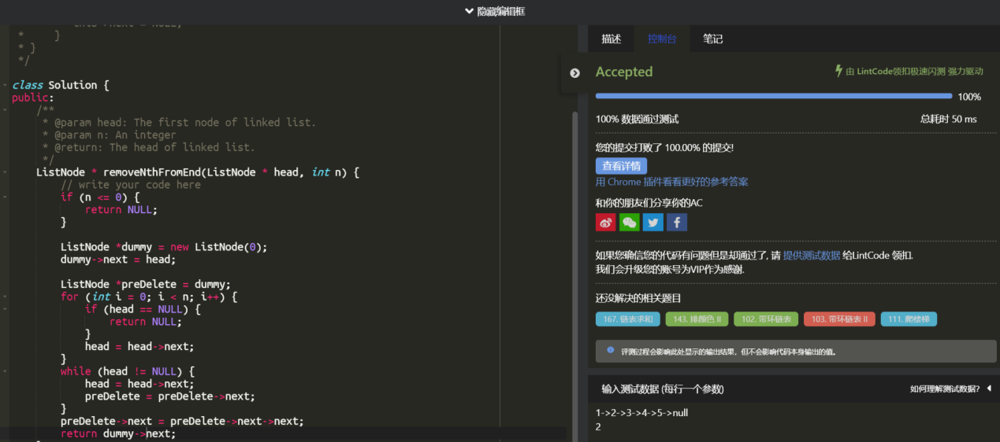 隐藏编辑框
*     }
* }
*/
class Solution {
public:
/**
* @param head: The first node of linked list.
* @param n: An integer
* @return: The head of linked list.
*/
ListNode * removeNthFromEnd(ListNode * head, int n) {
// write your code here
if (n <= 0) {
return NULL;
}
ListNode *dummy = new ListNode(0);
dummy->next = head;
ListNode *preDelete = dummy;
for (int i = 0; i < n; i++) {
if (head == NULL) {
return NULL;
}
head = head->next;
}
while (head != NULL) {
head = head->next;
preDelete = preDelete->next;
}
preDelete->next = preDelete->next->next;
return dummy->next;
描述 控制台 笔记
Accepted 由 LintCode领扣极速闪测 强力驱动
100%
100% 数据通过测试 总耗时 50 ms
您的提交打败了 100.00% 的提交!
查看详情
用 Chrome 插件看看更好的参考答案
和你的朋友们分享你的AC
如果您确信您的代码有问题但是却通过了, 请 提供测试数据 给LintCode 领扣.
我们会升级您的账号为VIP作为感谢.
还没解决的相关题目
167. 链表求和 143. 排颜色 II 102. 带环链表 103. 带环链表 II 111. 爬楼梯
评测过程会影响此处显示的输出结果，但不会影响代码本身输出的值。
输入测试数据 (每行一个参数) 如何理解测试数据?
1->2->3->4->5->null
2